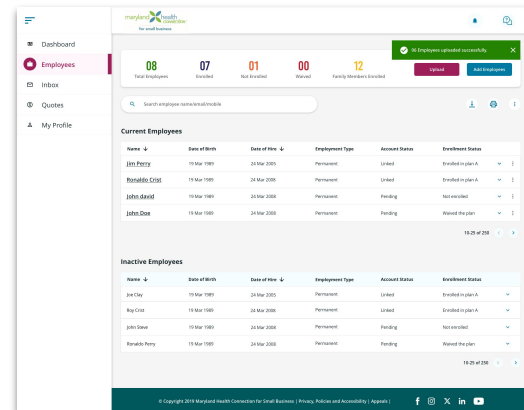 maryland health
connection
for small business
Dashboard
Employees
Inbox
Quotes
My Profile
06 Employees uploaded successfully.
08 07 01 00 12
Total Employees Enrolled Not Enrolled Waived Family Members Enrolled
Upload Add Employees
Search employee name/email/mobile
Current Employees
Name Date of Birth Date of Hire Employment Type Account Status Enrollment Status
Jim Perry 19 Mar 1989 24 Mar 2005 Permanent Linked Enrolled in plan A
Ronaldo Crist 19 Mar 1989 24 Mar 2008 Permanent Linked Enrolled in plan A
John david 19 Mar 1989 24 Mar 2008 Permanent Pending Not enrolled
John Doe 19 Mar 1989 24 Mar 2008 Permanent Pending Waived the plan
10-25 of 250
Inactive Employees
Name Date of Birth Date of Hire Employment Type Account Status Enrollment Status
Joe Clay 19 Mar 1989 24 Mar 2005 Permanent Linked Enrolled in plan A
Roy Crist 19 Mar 1989 24 Mar 2008 Permanent Linked Enrolled in plan A
John Steve 19 Mar 1989 24 Mar 2008 Permanent Pending Not enrolled
Ronaldo Perry 19 Mar 1989 24 Mar 2008 Permanent Pending Waived the plan
10-25 of 250
© Copyright 2019 Maryland Health Connection for Small Business | Privacy, Policies and Accessibility | Appeals |